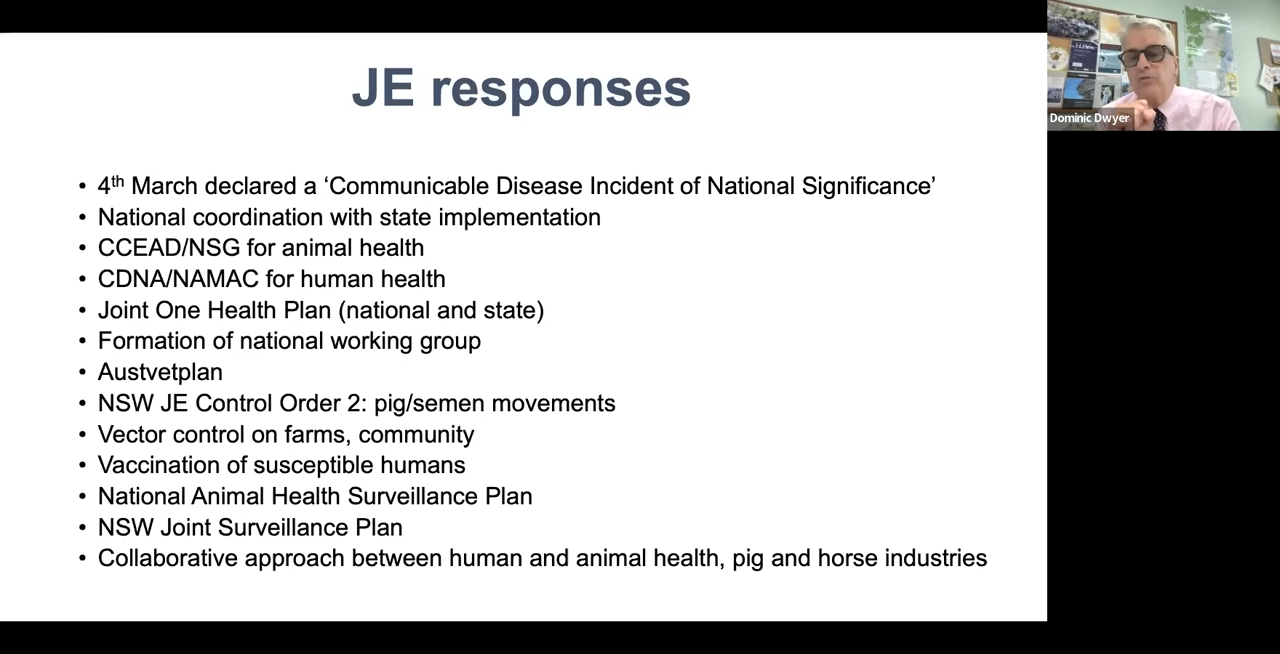 JE responses
• 4th March declared a ‘Communicable Disease Incident of National Significance’
• National coordination with state implementation
• CCEAD/NSG for animal health
• CDNA/NAMAC for human health
• Joint One Health Plan (national and state)
• Formation of national working group
• Austvetplan
• NSW JE Control Order 2: pig/semen movements
• Vector control on farms, community
• Vaccination of susceptible humans
• National Animal Health Surveillance Plan
• NSW Joint Surveillance Plan
• Collaborative approach between human and animal health, pig and horse industries
Dominic Dwyer